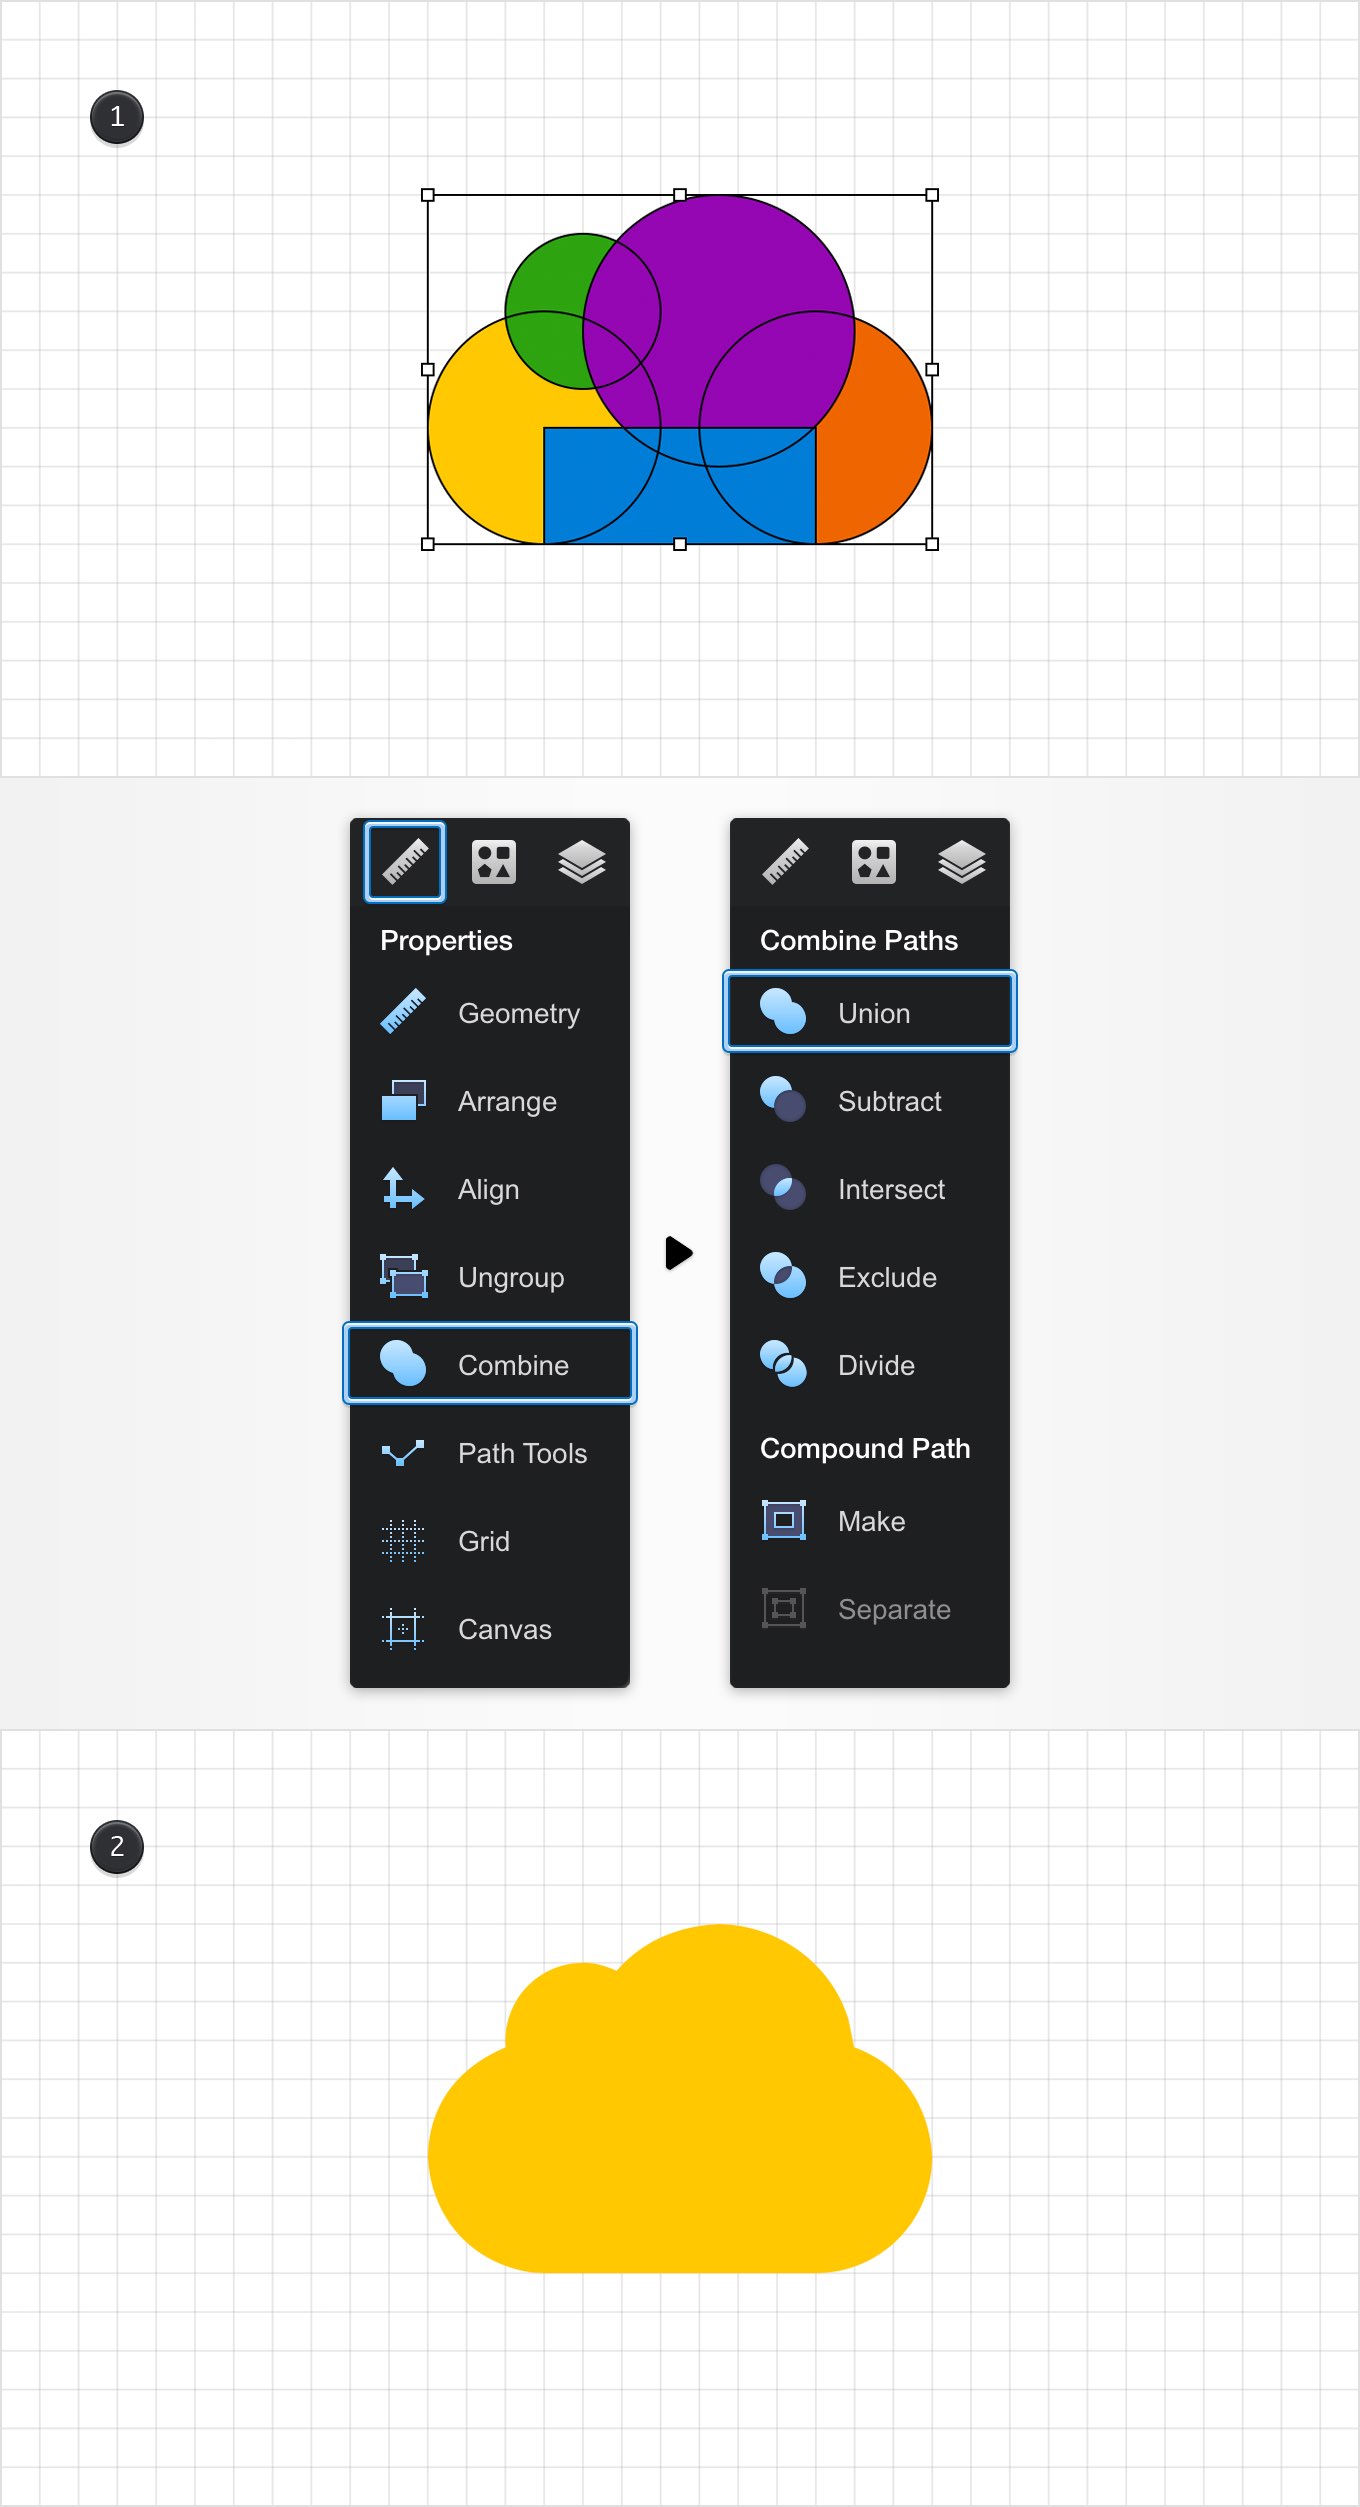 1
Properties
Geometry
Arrange
Align
Ungroup
Combine
Path Tools
Grid
Canvas
Combine Paths
Union
Subtract
Intersect
Exclude
Divide
Compound Path
Make
Separate
2